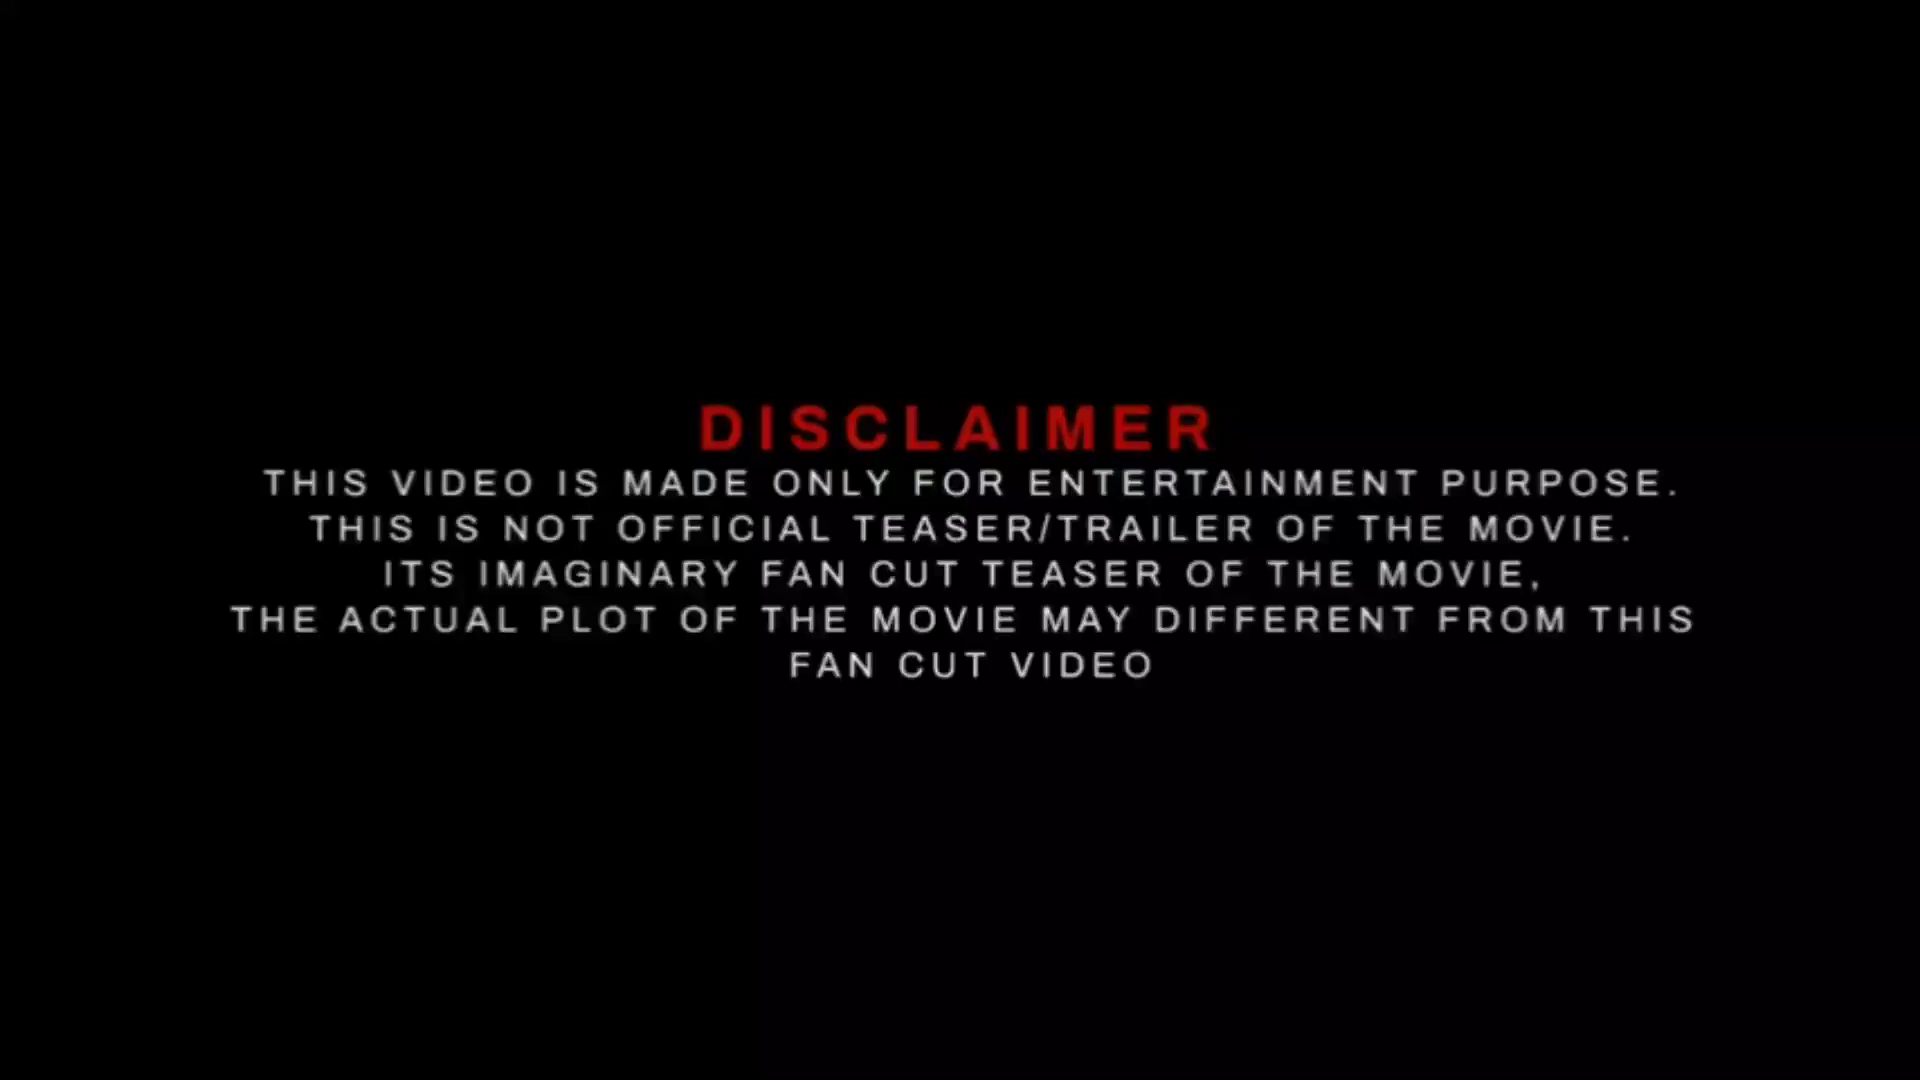 DISCLAIMER
THIS VIDEO IS MADE ONLY FOR ENTERTAINMENT PURPOSE.
THIS IS NOT OFFICIAL TEASER/TRAILER OF THE MOVIE.
ITS IMAGINARY FAN CUT TEASER OF THE MOVIE,
THE ACTUAL PLOT OF THE MOVIE MAY DIFFERENT FROM THIS
FAN CUT VIDEO